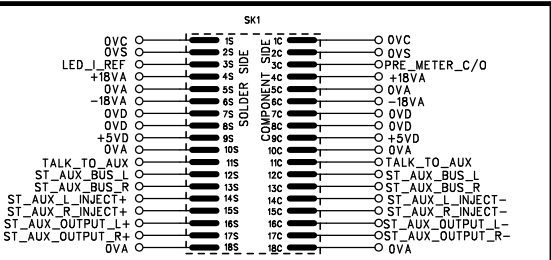 SK1
0VC 1S 1C 0VC
0VS 2S 2C 0VS
LED_I_REF 3S 3C PRE_METER_C/O
+18VA 4S 4C +18VA
0VA 5S 5C 0VA
-18VA 6S 6C -18VA
0VD 7S 7C 0VD
0VD 8S 8C 0VD
+5VD 9S 9C +5VD
0VA 10S 10C 0VA
TALK_TO_AUX 11S 11C TALK_TO_AUX
ST_AUX_BUS_L 12S 12C ST_AUX_BUS_L
ST_AUX_BUS_R 13S 13C ST_AUX_BUS_R
ST_AUX_L_INJECT+ 14S 14C ST_AUX_L_INJECT-
ST_AUX_R_INJECT+ 15S 15C ST_AUX_R_INJECT-
ST_AUX_OUTPUT_L+ 16S 16C ST_AUX_OUTPUT_L-
ST_AUX_OUTPUT_R+ 17S 17C ST_AUX_OUTPUT_R-
0VA 18S 18C 0VA
SOLDER SIDE
COMPONENT SIDE